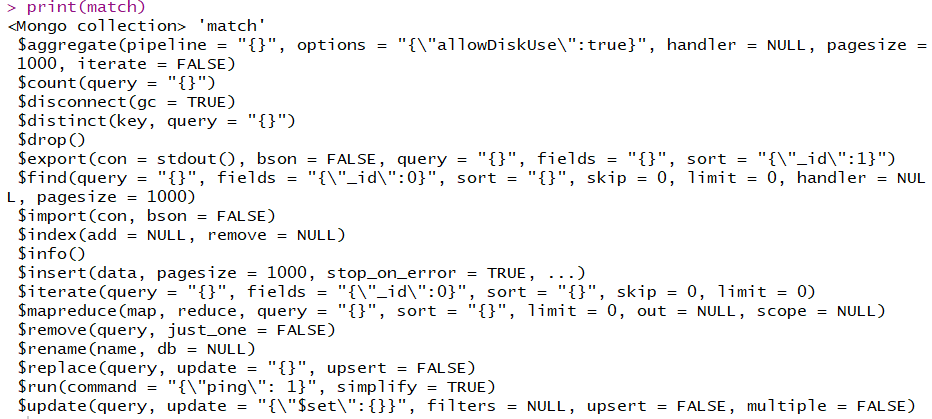 > print(match)
<Mongo collection> 'match'
$aggregate(pipeline = "{}", options = "{\"allowDiskUse\":true}", handler = NULL, pagesize =
1000, iterate = FALSE)
$count(query = "{}")
$disconnect(gc = TRUE)
$distinct(key, query = "{}")
$drop()
$export(con = stdout(), bson = FALSE, query = "{}", fields = "{}", sort = "{\"_id\":1}")
$find(query = "{}", fields = "{\"_id\":0}", sort = "{}", skip = 0, limit = 0, handler = NUL
L, pagesize = 1000)
$import(con, bson = FALSE)
$index(add = NULL, remove = NULL)
$info()
$insert(data, pagesize = 1000, stop_on_error = TRUE, ...)
$iterate(query = "{}", fields = "{\"_id\":0}", sort = "{}", skip = 0, limit = 0)
$mapreduce(map, reduce, query = "{}", sort = "{}", limit = 0, out = NULL, scope = NULL)
$remove(query, just_one = FALSE)
$rename(name, db = NULL)
$replace(query, update = "{}", upsert = FALSE)
$run(command = "{\"ping\": 1}", simplify = TRUE)
$update(query, update = "{\"$set\":{}}", filters = NULL, upsert = FALSE, multiple = FALSE)